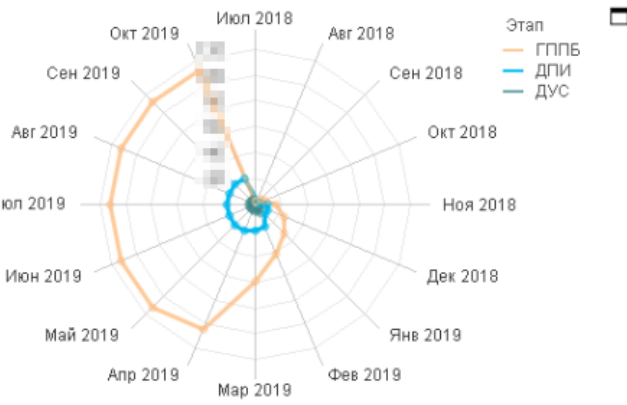 Июл 2018
Авг 2018
Сен 2018
Окт 2018
Ноя 2018
Дек 2018
Янв 2019
Фев 2019
Мар 2019
Апр 2019
Май 2019
Июн 2019
юл 2019
Авг 2019
Сен 2019
Окт 2019
Этап
ГППБ
ДПИ
ДУС